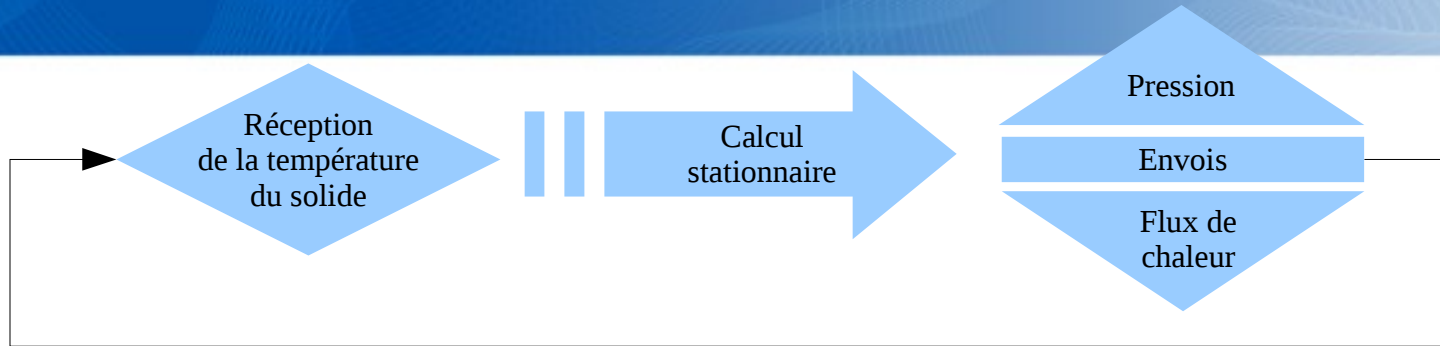 Réception
de la température
du solide
Calcul
stationnaire
Pression
Envois
Flux de
chaleur